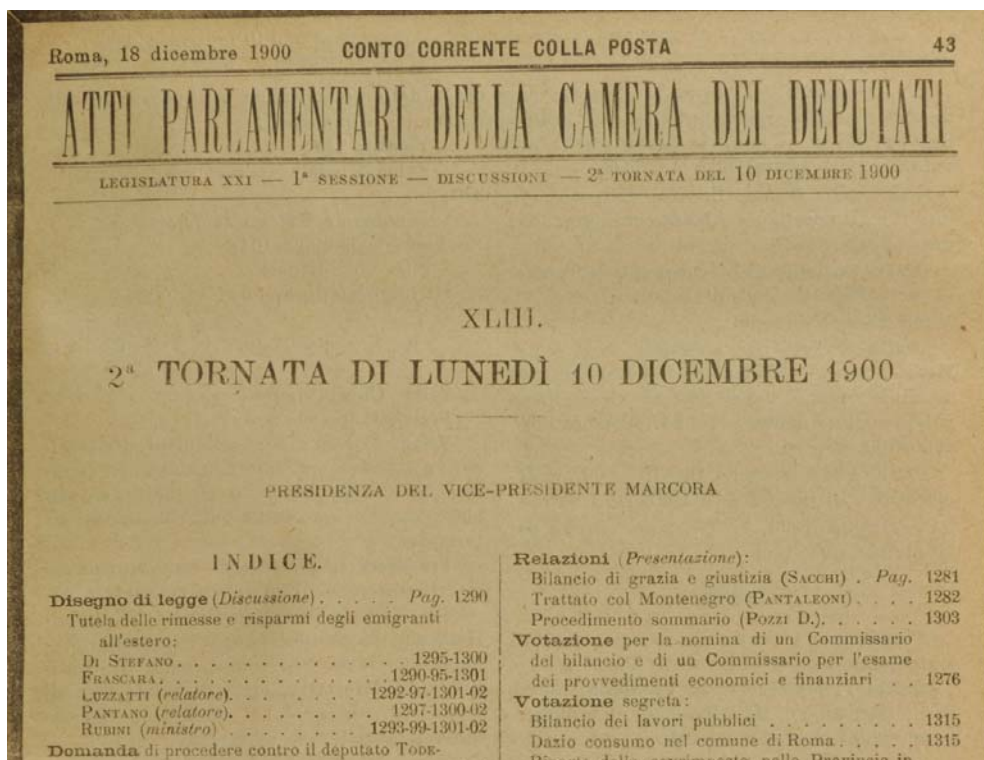 Roma, 18 dicembre 1900 CONTO CORRENTE COLLA POSTA 43
ATTI PARLAMENTARI DELLA CAMERA DEI DEPUTATI
LEGISLATURA XXI — 1ª SESSIONE — DISCUSSIONI — 2ª TORNATA DEL 10 DICEMBRE 1900
XLIII.
2ª TORNATA DI LUNEDÌ 10 DICEMBRE 1900
PRESIDENZA DEL VICE-PRESIDENTE MARCORA
INDICE.
Disegno di legge (Discussione) . . . . . Pag. 1290
Tutela delle rimesse e risparmi degli emigranti
all'estero:
DI STEFANO. . . . . . . . . . . . . . 1295-1300
FRASCARA. . . . . . . . . . . . . . 1290-95-1301
LUZZATTI (relatore). . . . . . . . 1292-97-1301-02
PANTANO (relatore). . . . . . . . . 1297-1300-02
RUBINI (ministro) . . . . . . . . 1293-99-1301-02
Domanda di procedere contro il deputato TODE-
Relazioni (Presentazione):
Bilancio di grazia e giustizia (SACCHI) . Pag. 1281
Trattato col Montenegro (PANTALEONI). . . . 1282
Procedimento sommario (POZZI D.). . . . . . 1303
Votazione per la nomina di un Commissario
del bilancio e di un Commissario per l'esame
dei provvedimenti economici e finanziari . . 1276
Votazione segreta:
Bilancio dei lavori pubblici . . . . . . . . . 1315
Dazio consumo nel comune di Roma. . . . . 1315